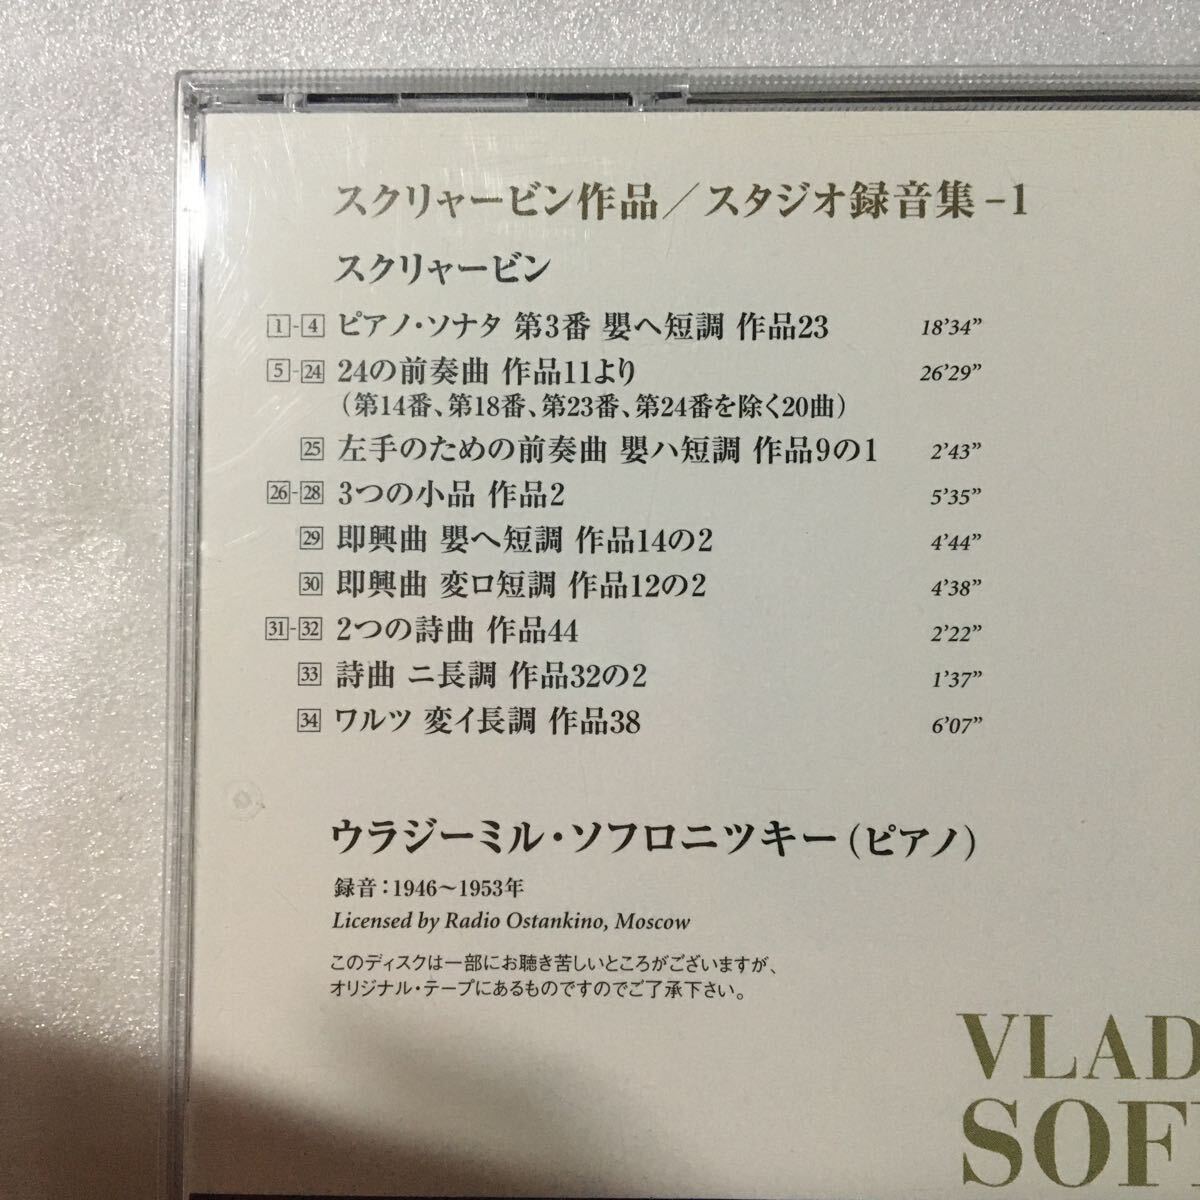 スクリャービン作品／スタジオ録音集－1
スクリャービン
1-4 ピアノ・ソナタ 第3番 嬰ヘ短調 作品23 18'34”
5-24 24の前奏曲 作品11より 26'29”
（第14番、第18番、第23番、第24番を除く20曲）
25 左手のための前奏曲 嬰ハ短調 作品9の1 2'43”
26-28 3つの小品 作品2 5'35”
29 即興曲 嬰ヘ短調 作品14の2 4'44”
30 即興曲 変ロ短調 作品12の2 4'38”
31-32 2つの詩曲 作品44 2'22”
33 詩曲 ニ長調 作品32の2 1'37”
34 ワルツ 変イ長調 作品38 6'07”
ウラジーミル・ソフロニツキー（ピアノ）
録音：1946〜1953年
Licensed by Radio Ostankino, Moscow
このディスクは一部にお聴き苦しいところがございますが、
オリジナル・テープにあるものですのでご了承下さい。
VLAD
SOF